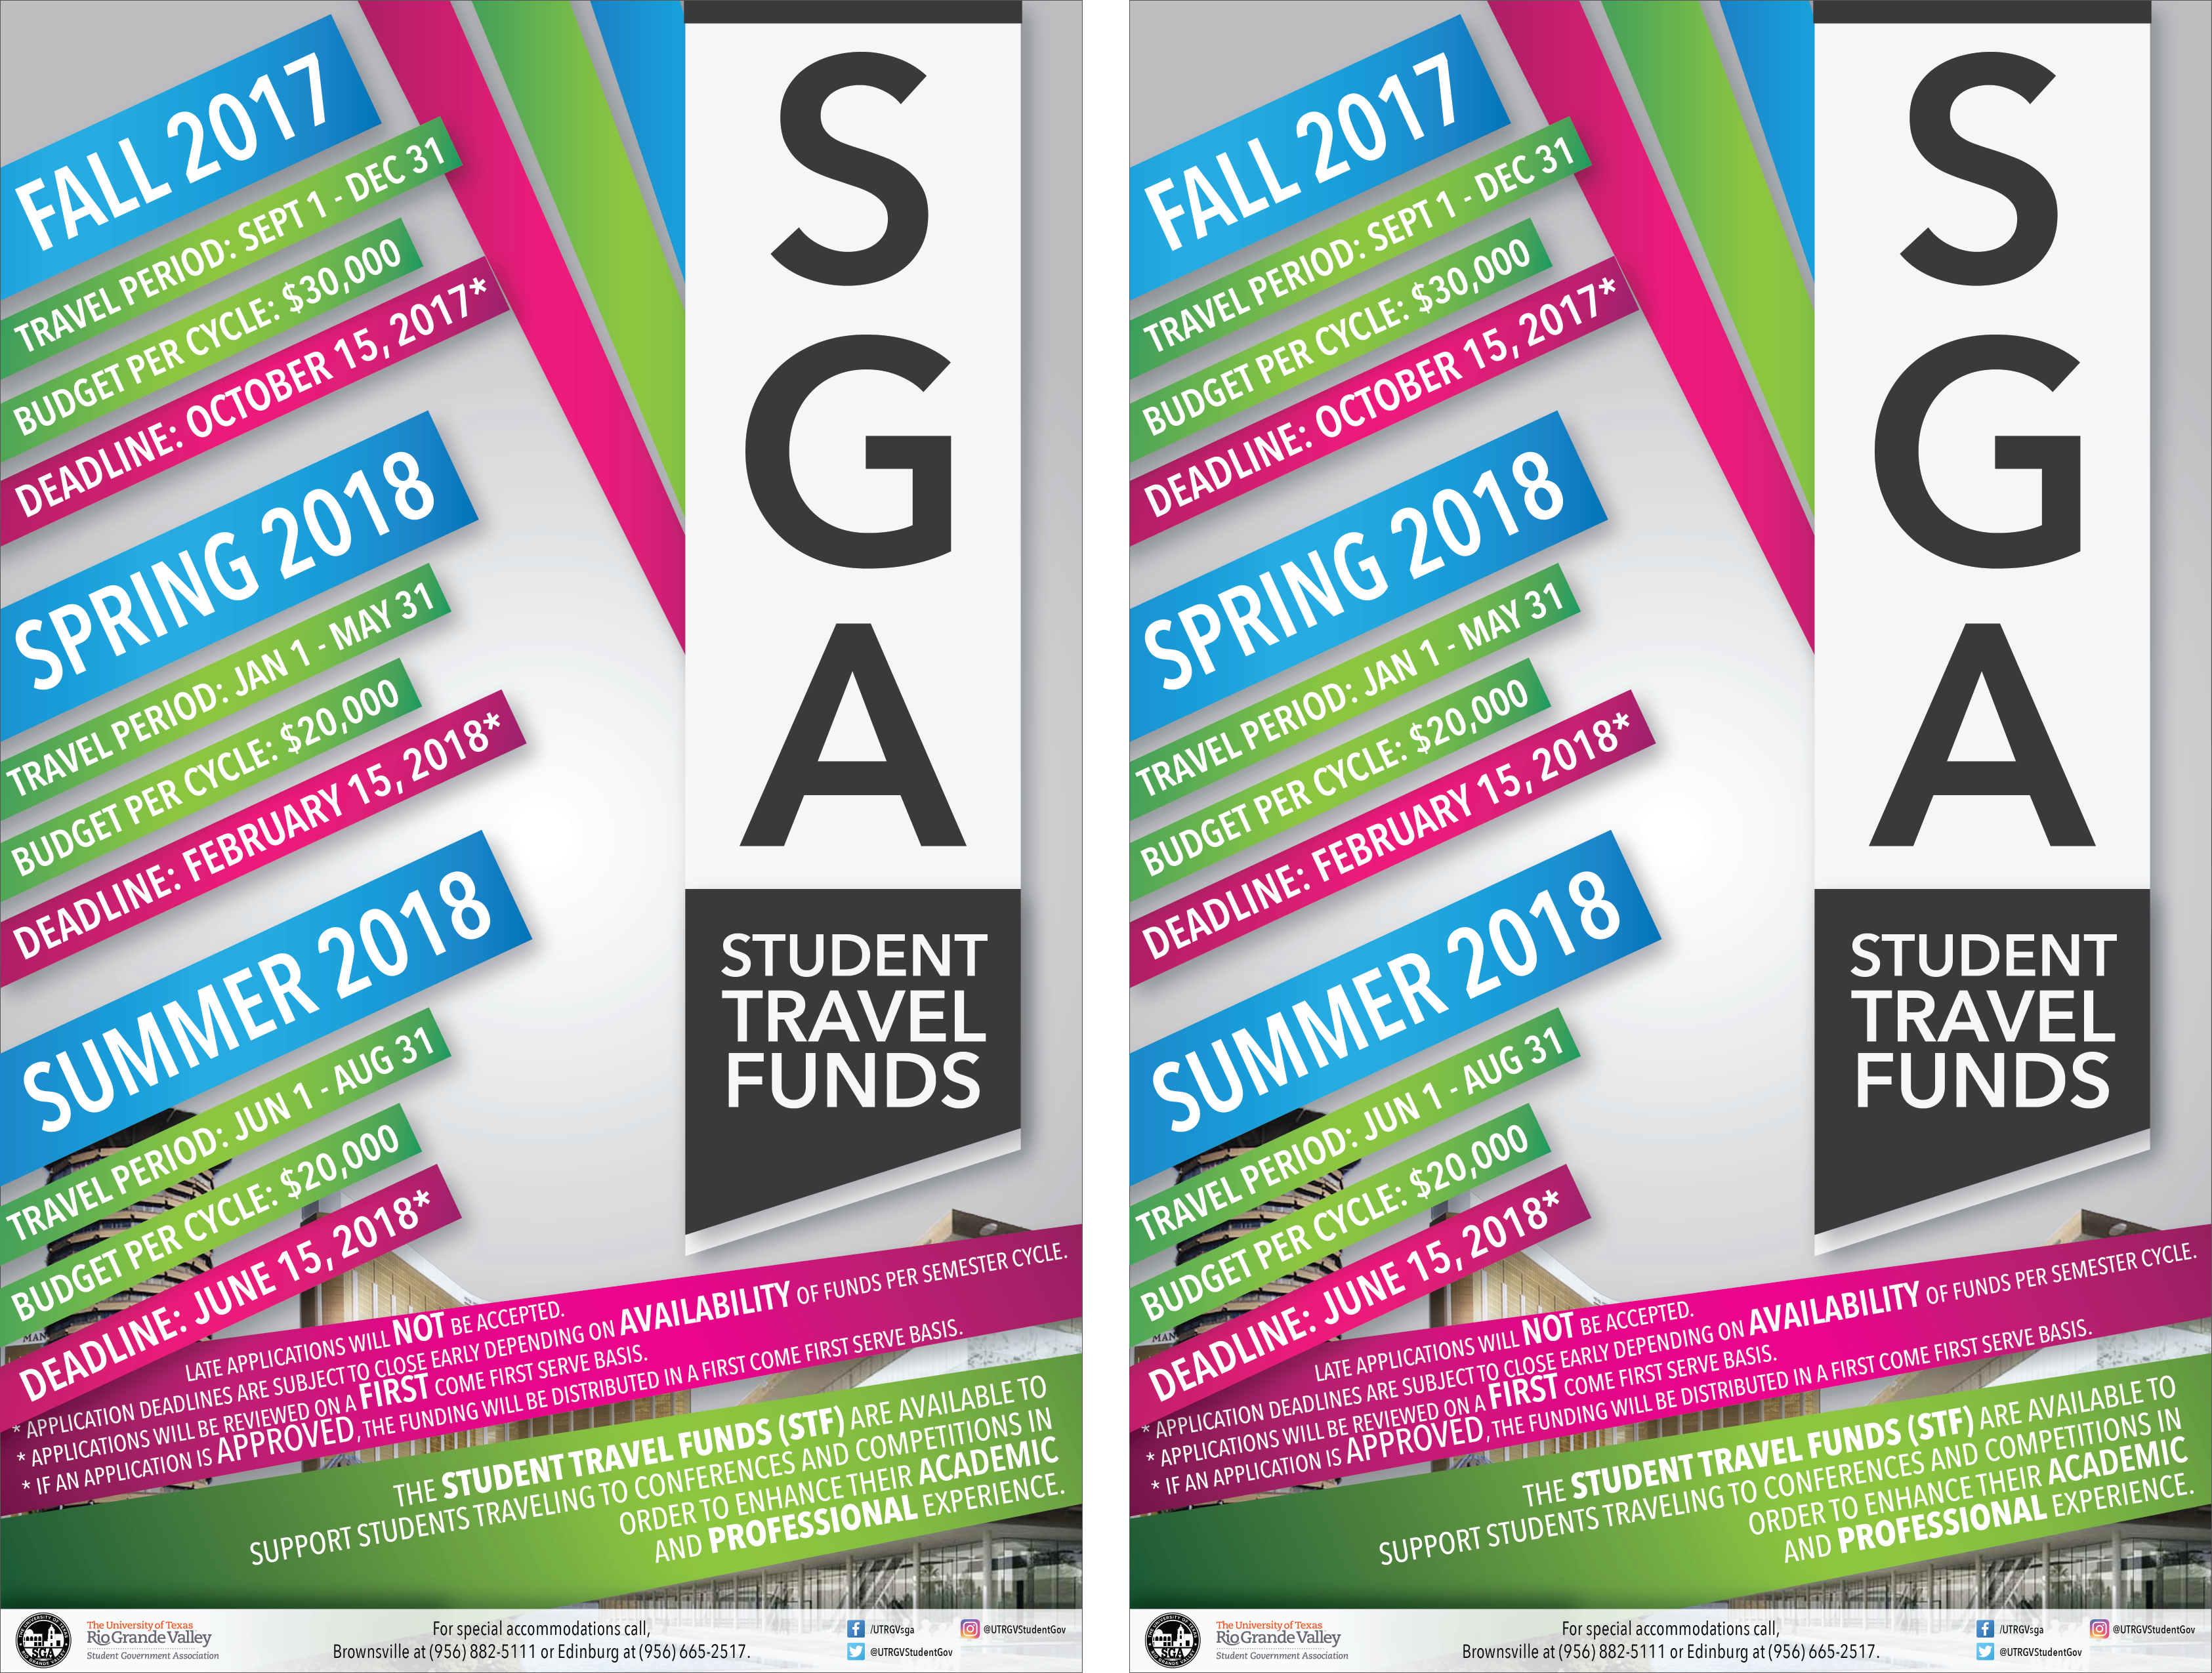 FALL 2017
TRAVEL PERIOD: SEPT 1 - DEC 31
BUDGET PER CYCLE: $30,000
DEADLINE: OCTOBER 15, 2017*
SPRING 2018
TRAVEL PERIOD: JAN 1 - MAY 31
BUDGET PER CYCLE: $20,000
DEADLINE: FEBRUARY 15, 2018*
SUMMER 2018
TRAVEL PERIOD: JUN 1 - AUG 31
BUDGET PER CYCLE: $20,000
DEADLINE: JUNE 15, 2018*
S
G
A
STUDENT
TRAVEL
FUNDS
LATE APPLICATIONS WILL NOT BE ACCEPTED.
* APPLICATION DEADLINES ARE SUBJECT TO CLOSE EARLY DEPENDING ON AVAILABILITY OF FUNDS PER SEMESTER CYCLE.
* APPLICATIONS WILL BE REVIEWED ON A FIRST COME FIRST SERVE BASIS.
* IF AN APPLICATION IS APPROVED, THE FUNDING WILL BE DISTRIBUTED IN A FIRST COME FIRST SERVE BASIS.
THE STUDENT TRAVEL FUNDS (STF) ARE AVAILABLE TO
SUPPORT STUDENTS TRAVELING TO CONFERENCES AND COMPETITIONS IN
ORDER TO ENHANCE THEIR ACADEMIC
AND PROFESSIONAL EXPERIENCE.
SGA
The University of Texas
Rio Grande Valley
Student Government Association
For special accommodations call,
Brownsville at (956) 882-5111 or Edinburg at (956) 665-2517.
/UTRGVsga
@UTRGVStudentGov
@UTRGVStudentGov
FALL 2017
TRAVEL PERIOD: SEPT 1 - DEC 31
BUDGET PER CYCLE: $30,000
DEADLINE: OCTOBER 15, 2017*
SPRING 2018
TRAVEL PERIOD: JAN 1 - MAY 31
BUDGET PER CYCLE: $20,000
DEADLINE: FEBRUARY 15, 2018*
SUMMER 2018
TRAVEL PERIOD: JUN 1 - AUG 31
BUDGET PER CYCLE: $20,000
DEADLINE: JUNE 15, 2018*
S
G
A
STUDENT
TRAVEL
FUNDS
LATE APPLICATIONS WILL NOT BE ACCEPTED.
* APPLICATION DEADLINES ARE SUBJECT TO CLOSE EARLY DEPENDING ON AVAILABILITY OF FUNDS PER SEMESTER CYCLE.
* APPLICATIONS WILL BE REVIEWED ON A FIRST COME FIRST SERVE BASIS.
* IF AN APPLICATION IS APPROVED, THE FUNDING WILL BE DISTRIBUTED IN A FIRST COME FIRST SERVE BASIS.
THE STUDENT TRAVEL FUNDS (STF) ARE AVAILABLE TO
SUPPORT STUDENTS TRAVELING TO CONFERENCES AND COMPETITIONS IN
ORDER TO ENHANCE THEIR ACADEMIC
AND PROFESSIONAL EXPERIENCE.
SGA
The University of Texas
Rio Grande Valley
Student Government Association
For special accommodations call,
Brownsville at (956) 882-5111 or Edinburg at (956) 665-2517.
/UTRGVsga
@UTRGVStudentGov
@UTRGVStudentGov